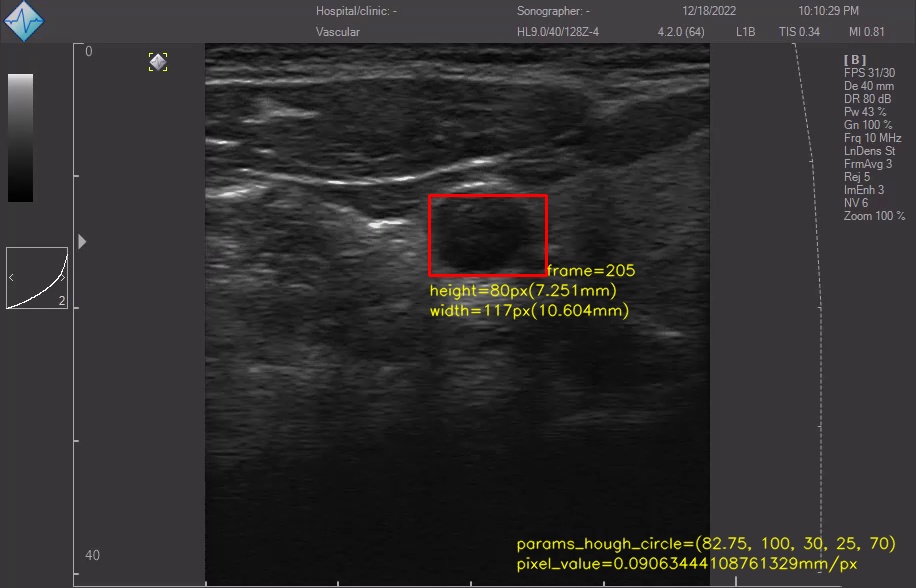 Hospital/clinic: - Sonographer: - 12/18/2022 10:10:29 PM
Vascular HL9.0/40/128Z-4 4.2.0 (64) L1B TIS 0.34 MI 0.81
0
[ B ]
FPS 31/30
De 40 mm
DR 80 dB
Pw 43 %
Gn 100 %
Frq 10 MHz
LnDens St
FrmAvg 3
Rej 5
ImEnh 3
NV 6
Zoom 100 %
frame=205
height=80px(7.251mm)
2
width=117px(10.604mm)
params_hough_circle=(82.75, 100, 30, 25, 70)
40
pixel_value=0.09063444108761329mm/px